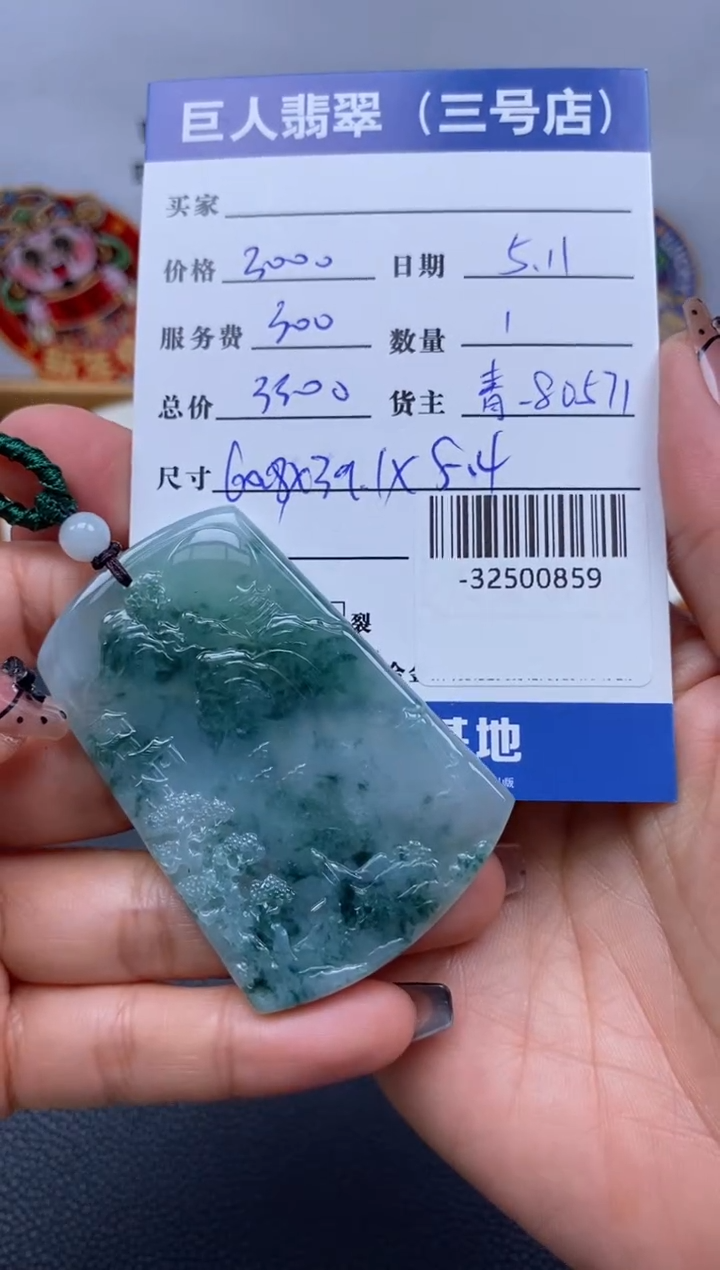 巨人翡翠（三号店）
买家
价格 3000 日期 5.11
服务费 300 数量 1
总价 3300 货主 青-80571
尺寸 60.8X39.1X5.4
-32500859
裂
基地